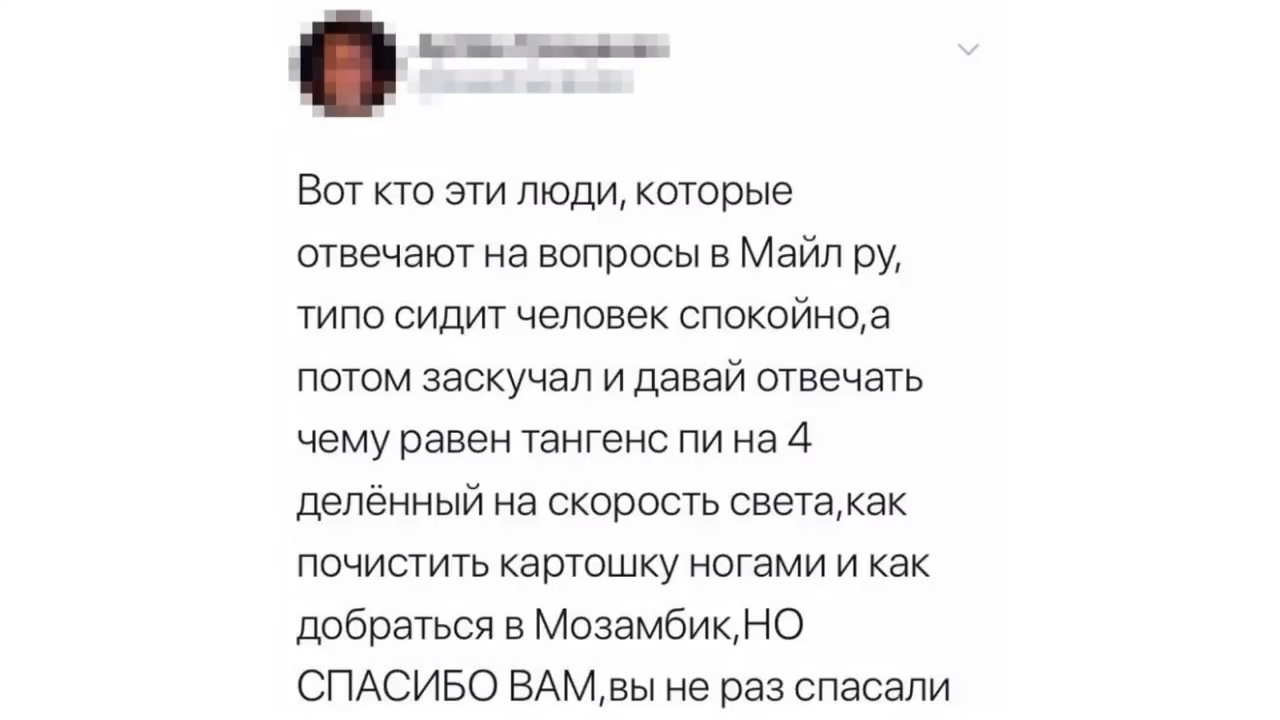 Вот кто эти люди, которые
отвечают на вопросы в Майл ру,
типо сидит человек спокойно,а
потом заскучал и давай отвечать
чему равен тангенс пи на 4
делённый на скорость света,как
почистить картошку ногами и как
добраться в Мозамбик,НО
СПАСИБО ВАМ,вы не раз спасали